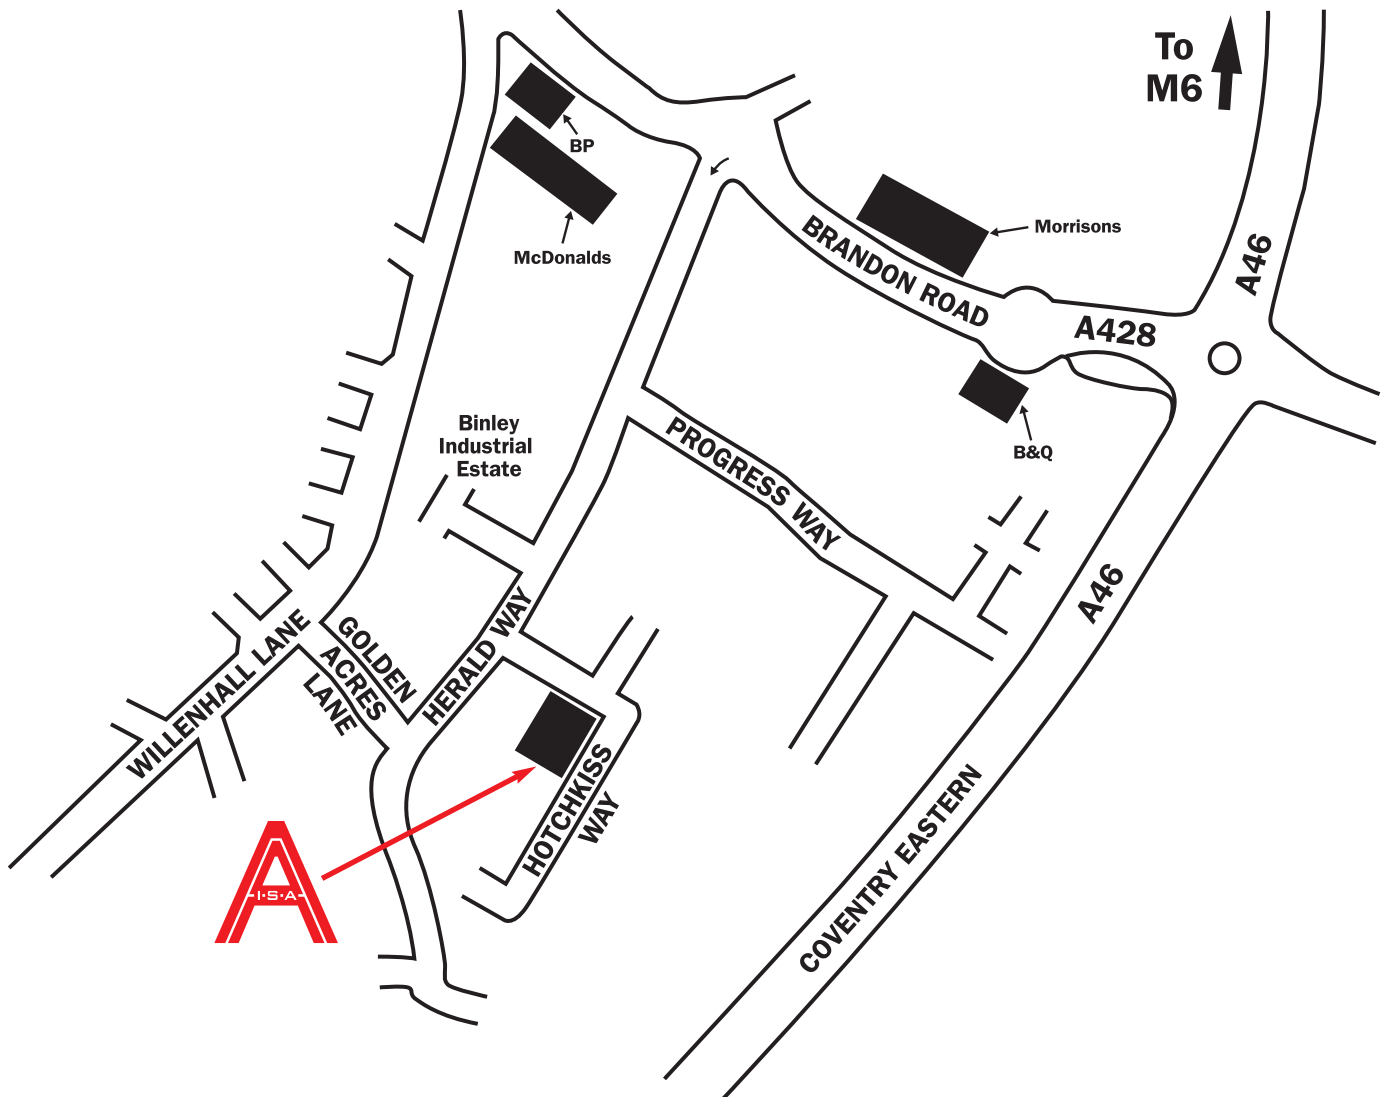 To
M6
BP
McDonalds
Morrisons
BRANDON ROAD
A46
A428
B&Q
Binley
Industrial
Estate
PROGRESS WAY
A46
WILLENHALL LANE
GOLDEN
ACRES
LANE
HERALD WAY
HOTCHKISS
WAY
COVENTRY EASTERN
I·S·A